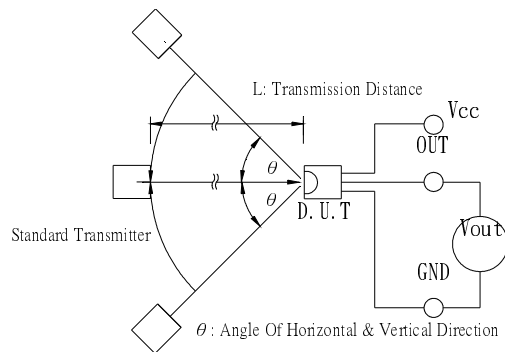 L: Transmission Distance
Vcc
OUT
θ
θ
D.U.T
Standard Transmitter
Vout
GND
θ : Angle Of Horizontal & Vertical Direction